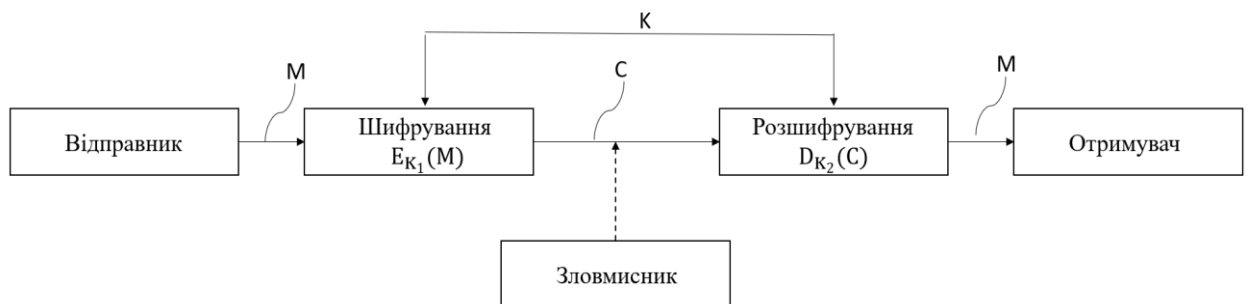 K
M
C
M
Відправник
Шифрування
E_{K_1}(M)
Розшифрування
D_{K_2}(C)
Отримувач
Зловмисник